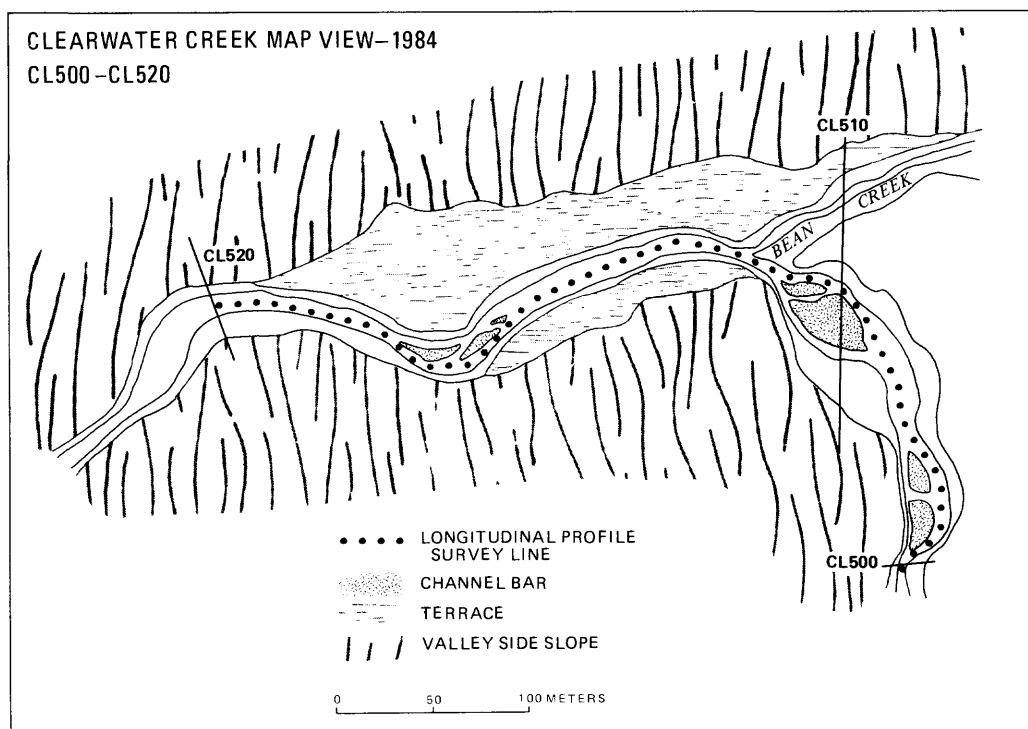 CLEARWATER CREEK MAP VIEW–1984
CL500–CL520
CL510
BEAN CREEK
CL520
CL500
LONGITUDINAL PROFILE
SURVEY LINE
CHANNEL BAR
TERRACE
VALLEY SIDE SLOPE
0 50 100 METERS